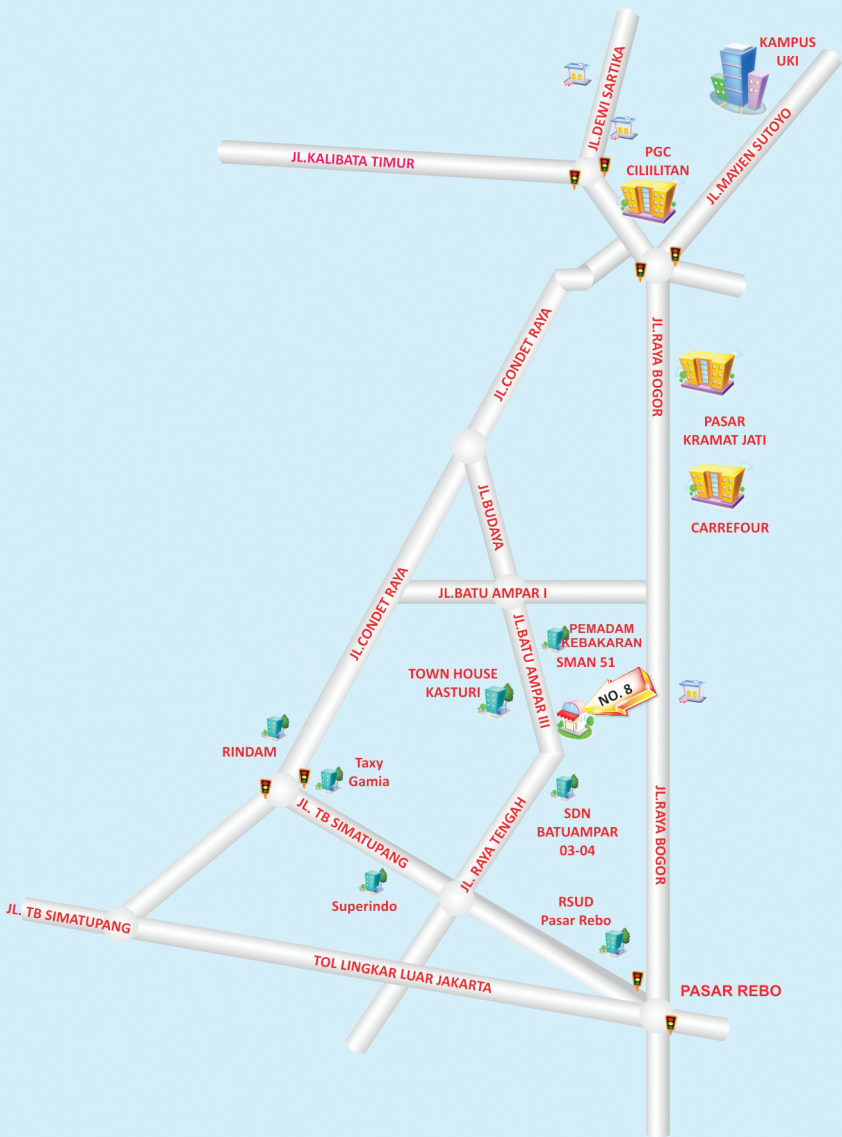 JL.DEWI SARTIKA
KAMPUS
UKI
JL.MAYJEN SUTOYO
JL.KALIBATA TIMUR
PGC
CILIILITAN
JL.CONDET RAYA
JL.RAYA BOGOR
PASAR
KRAMAT JATI
CARREFOUR
JL.BUDAYA
JL.CONDET RAYA
JL.BATU AMPAR I
JL.BATU AMPAR III
PEMADAM
KEBAKARAN
SMAN 51
TOWN HOUSE
KASTURI
NO. 8
RINDAM
Taxy
Gamia
JL. TB SIMATUPANG
JL. RAYA TENGAH
SDN
BATUAMPAR
03-04
JL.RAYA BOGOR
Superindo
RSUD
Pasar Rebo
JL. TB SIMATUPANG
TOL LINGKAR LUAR JAKARTA
PASAR REBO